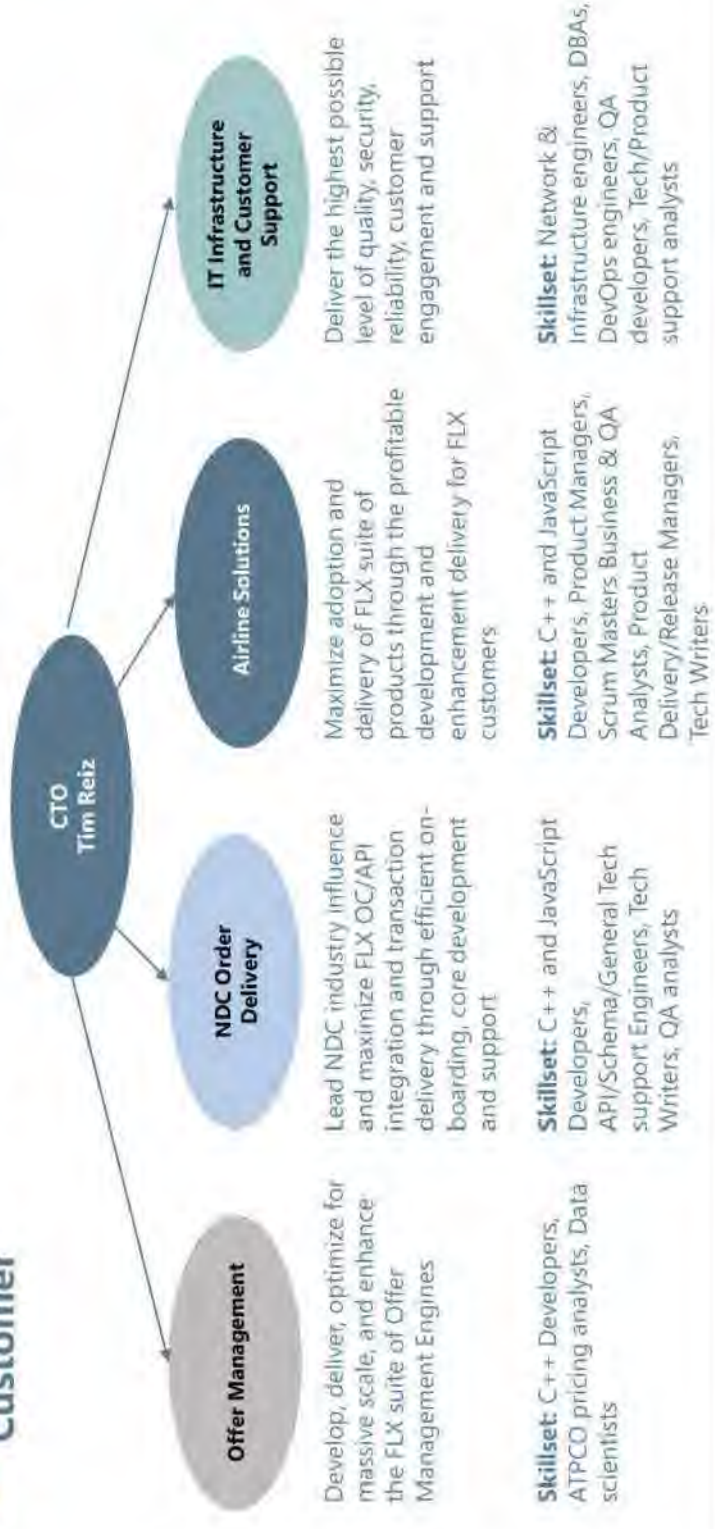 Customer
CTO
Tim Reiz
Offer Management
Develop, deliver, optimize for
massive scale, and enhance
the FLX suite of Offer
Management Engines
Skillset: C++ Developers,
ATPCO pricing analysts, Data
scientists
NDC Order
Delivery
Lead NDC industry influence
and maximize FLX OC/API
integration and transaction
delivery through efficient on-
boarding, core development
and support
Skillset: C++ and JavaScript
Developers,
API/Schema/General Tech
support Engineers, Tech
Writers, QA analysts
Airline Solutions
Maximize adoption and
delivery of FLX suite of
products through the profitable
development and
enhancement delivery for FLX
customers
Skillset: C++ and JavaScript
Developers, Product Managers,
Scrum Masters Business & QA
Analysts, Product
Delivery/Release Managers,
Tech Writers
IT Infrastructure
and Customer
Support
Deliver the highest possible
level of quality, security,
reliability, customer
engagement and support
Skillset: Network &
Infrastructure engineers, DBAs,
DevOps engineers, QA
developers, Tech/Product
support analysts